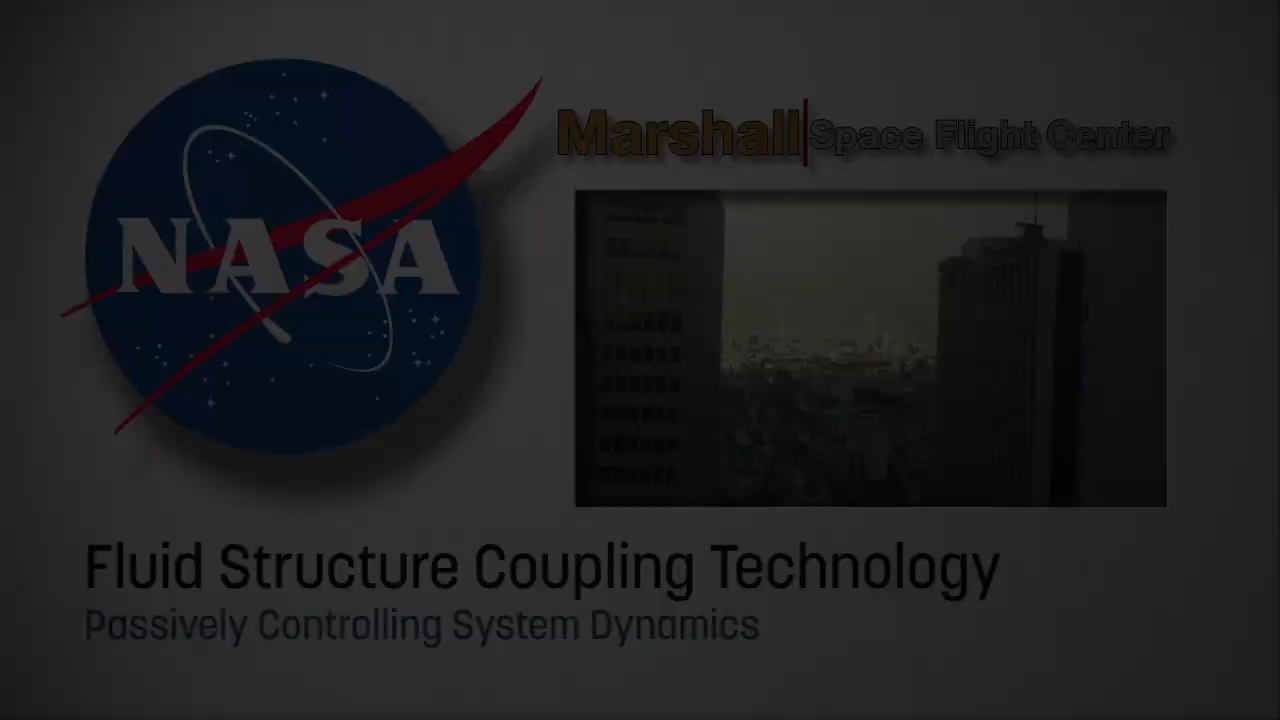 NASA
Marshall Space Flight Center
Fluid Structure Coupling Technology
Passively Controlling System Dynamics